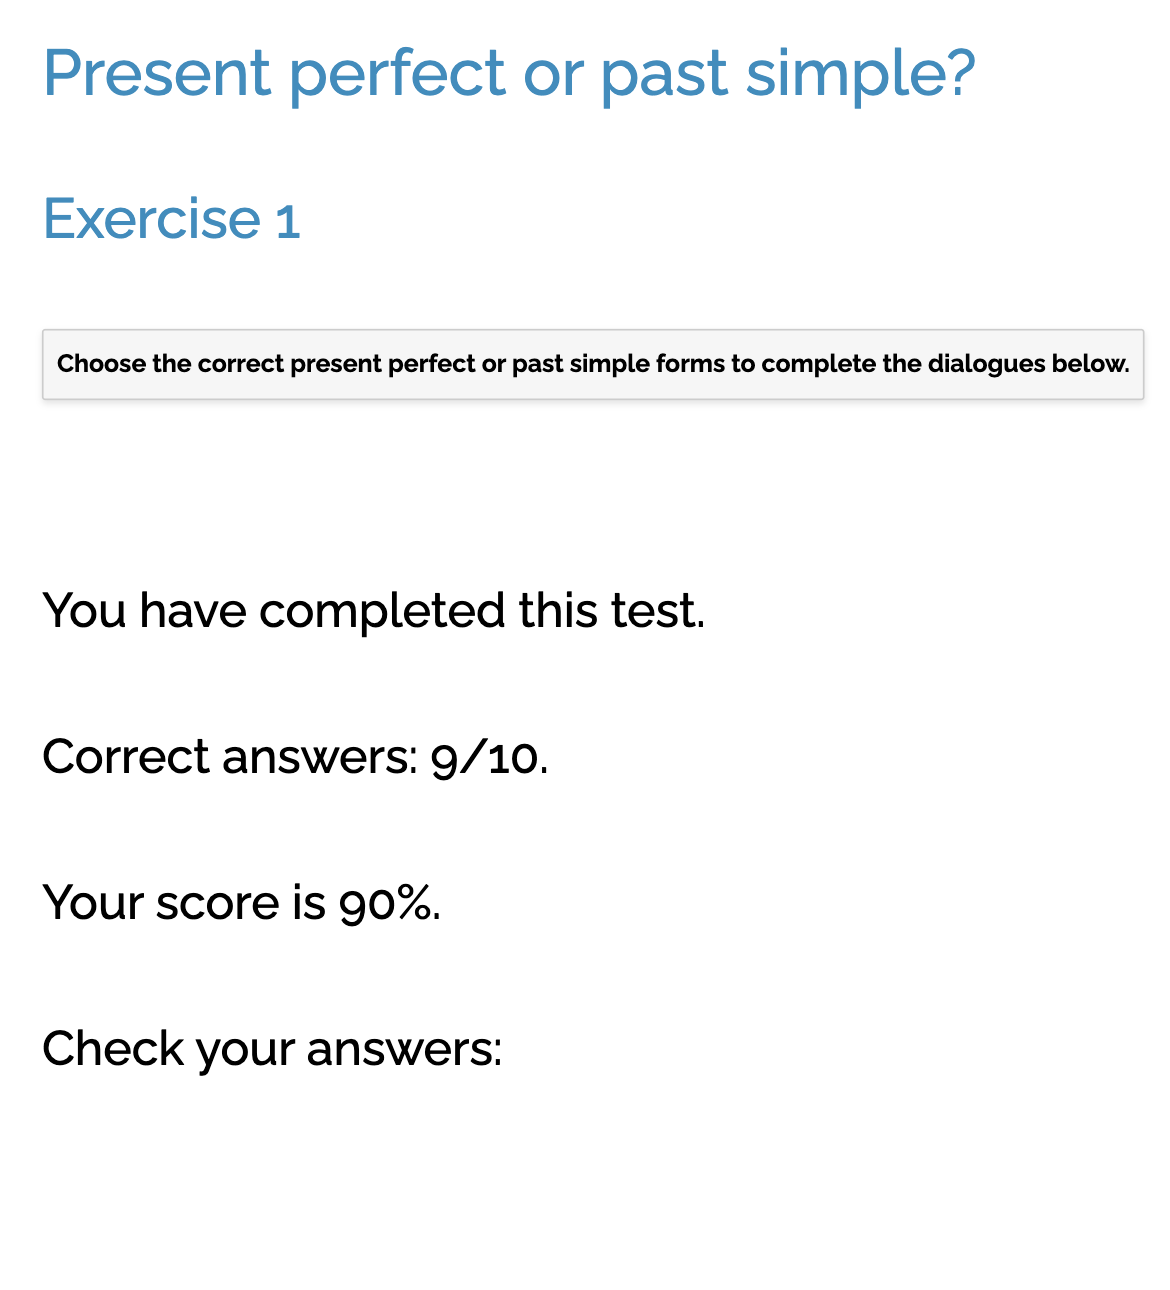 Present perfect or past simple?
Exercise 1
Choose the correct present perfect or past simple forms to complete the dialogues below.
You have completed this test.
Correct answers: 9/10.
Your score is 90%.
Check your answers: